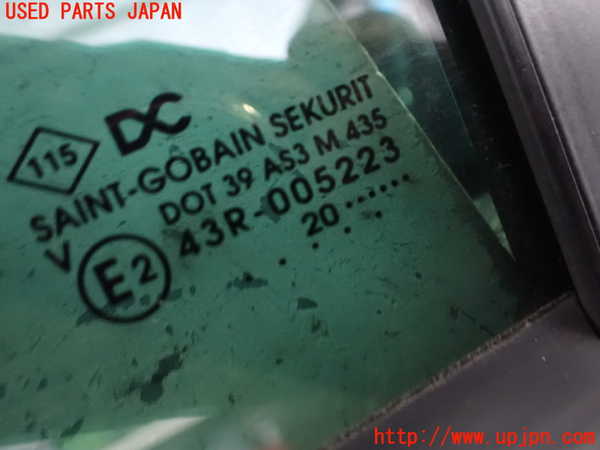 USED PARTS JAPAN
115 DC
SAINT-GOBAIN SEKURIT
DOT 39 AS3 M 435
V E2 43R-005223
20
http://www.upjpn.com/